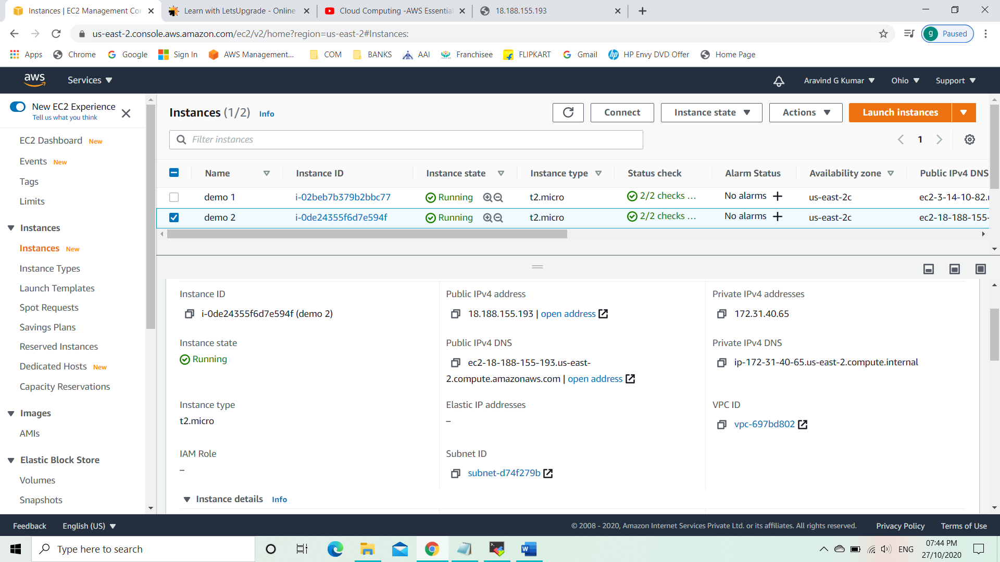 Instances | EC2 Management Con
Learn with LetsUpgrade - Online
Cloud Computing -AWS Essential
18.188.155.193
us-east-2.console.aws.amazon.com/ec2/v2/home?region=us-east-2#Instances:
g Paused
Apps Chrome Google Sign In AWS Management... COM BANKS AAI Franchisee FLIPKART Gmail HP Envy DVD Offer Home Page
aws Services Aravind G Kumar Ohio Support
New EC2 Experience
Tell us what you think
EC2 Dashboard New
Events New
Tags
Limits
Instances
Instances New
Instance Types
Launch Templates
Spot Requests
Savings Plans
Reserved Instances
Dedicated Hosts New
Capacity Reservations
Images
AMIs
Elastic Block Store
Volumes
Snapshots
Instances (1/2) Info
Connect Instance state Actions Launch instances
Filter instances
1
Name Instance ID Instance state Instance type Status check Alarm Status Availability zone Public IPv4 DNS
demo 1 i-02beb7b379b2bbc77 Running t2.micro 2/2 checks ... No alarms + us-east-2c ec2-3-14-10-82.u
demo 2 i-0de24355f6d7e594f Running t2.micro 2/2 checks ... No alarms + us-east-2c ec2-18-188-155-
Instance ID
i-0de24355f6d7e594f (demo 2)
Public IPv4 address
18.188.155.193 | open address
Private IPv4 addresses
172.31.40.65
Instance state
Running
Public IPv4 DNS
ec2-18-188-155-193.us-east-
2.compute.amazonaws.com | open address
Private IPv4 DNS
ip-172-31-40-65.us-east-2.compute.internal
Instance type
t2.micro
Elastic IP addresses
–
VPC ID
vpc-697bd802
IAM Role
–
Subnet ID
subnet-d74f279b
Instance details Info
Feedback English (US) © 2008 - 2020, Amazon Internet Services Private Ltd. or its affiliates. All rights reserved. Privacy Policy Terms of Use
Type here to search
ENG
07:44 PM
27/10/2020